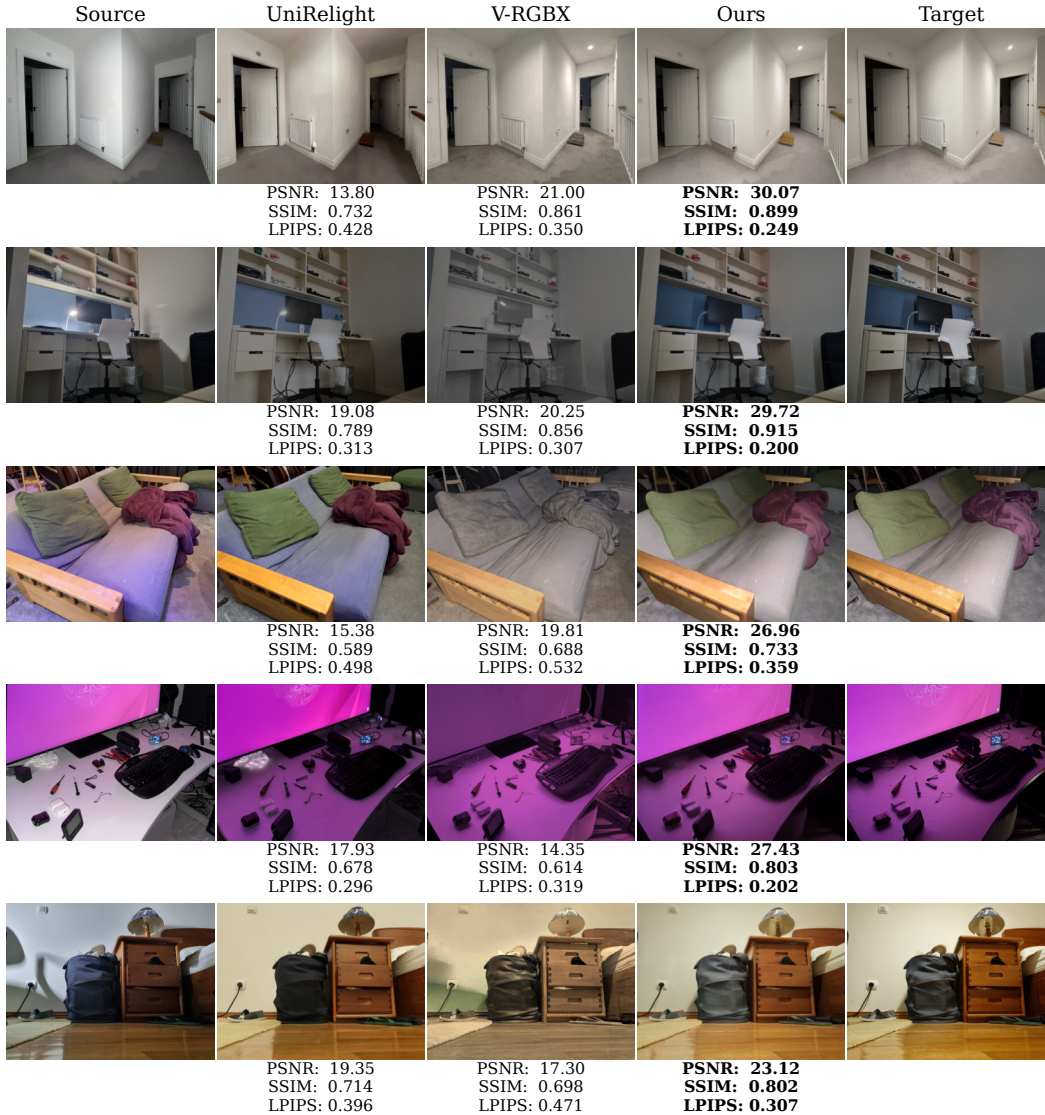 Source UniRelight V-RGBX Ours Target
PSNR: 13.80 PSNR: 21.00 PSNR: 30.07
SSIM: 0.732 SSIM: 0.861 SSIM: 0.899
LPIPS: 0.428 LPIPS: 0.350 LPIPS: 0.249
PSNR: 19.08 PSNR: 20.25 PSNR: 29.72
SSIM: 0.789 SSIM: 0.856 SSIM: 0.915
LPIPS: 0.313 LPIPS: 0.307 LPIPS: 0.200
PSNR: 15.38 PSNR: 19.81 PSNR: 26.96
SSIM: 0.589 SSIM: 0.688 SSIM: 0.733
LPIPS: 0.498 LPIPS: 0.532 LPIPS: 0.359
PSNR: 17.93 PSNR: 14.35 PSNR: 27.43
SSIM: 0.678 SSIM: 0.614 SSIM: 0.803
LPIPS: 0.296 LPIPS: 0.319 LPIPS: 0.202
PSNR: 19.35 PSNR: 17.30 PSNR: 23.12
SSIM: 0.714 SSIM: 0.698 SSIM: 0.802
LPIPS: 0.396 LPIPS: 0.471 LPIPS: 0.307